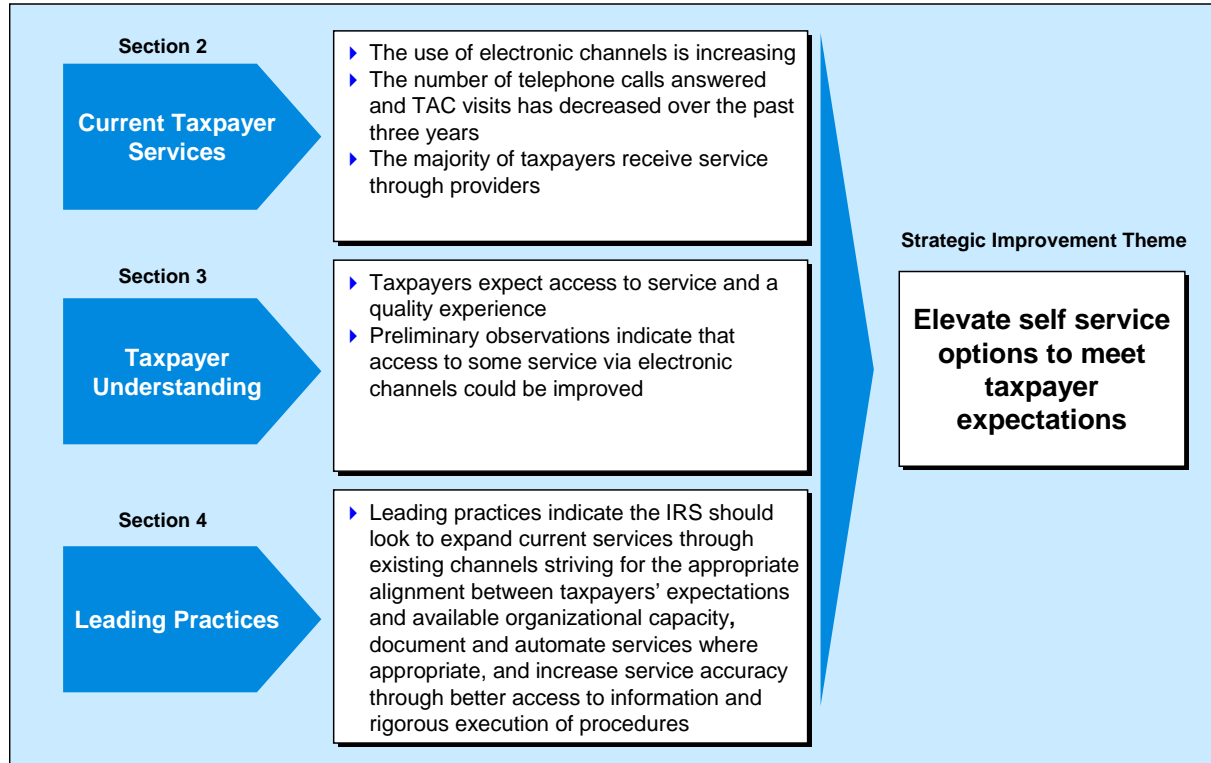 Section 2
Current Taxpayer
Services
The use of electronic channels is increasing
The number of telephone calls answered
and TAC visits has decreased over the past
three years
The majority of taxpayers receive service
through providers
Section 3
Taxpayer
Understanding
Taxpayers expect access to service and a
quality experience
Preliminary observations indicate that
access to some service via electronic
channels could be improved
Section 4
Leading Practices
Leading practices indicate the IRS should
look to expand current services through
existing channels striving for the appropriate
alignment between taxpayers’ expectations
and available organizational capacity,
document and automate services where
appropriate, and increase service accuracy
through better access to information and
rigorous execution of procedures
Strategic Improvement Theme
Elevate self service
options to meet
taxpayer
expectations